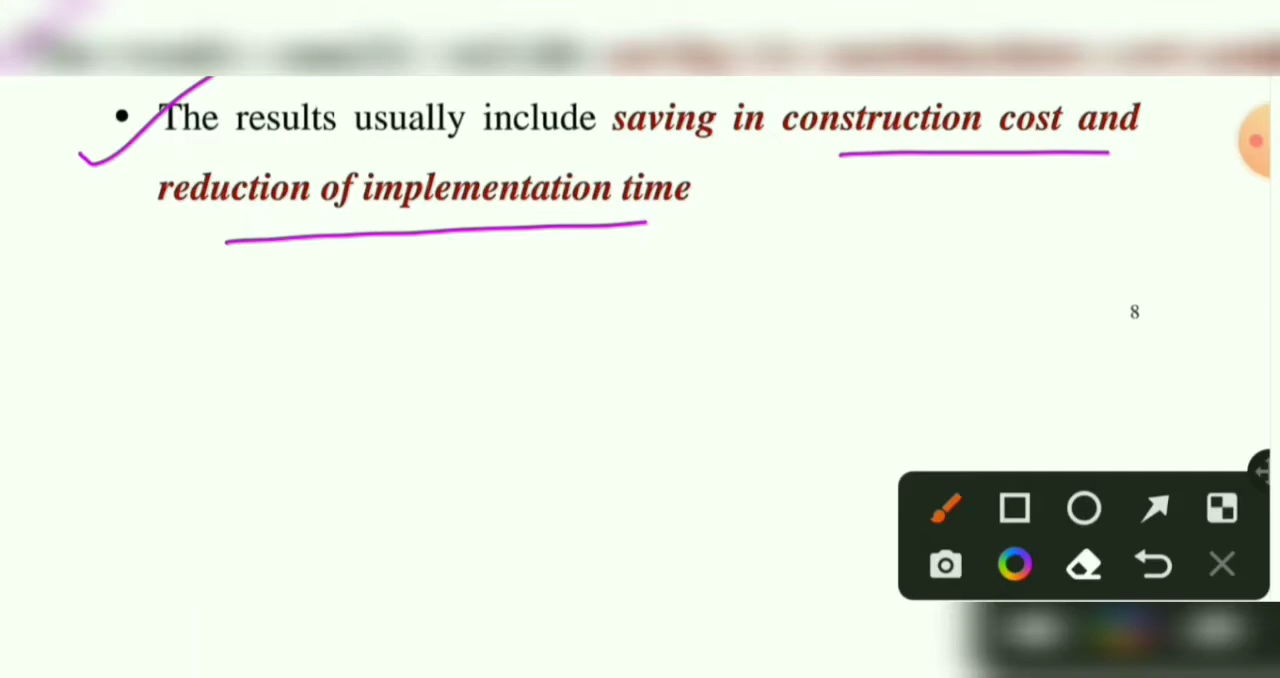 • The results usually include saving in construction cost and
reduction of implementation time
8